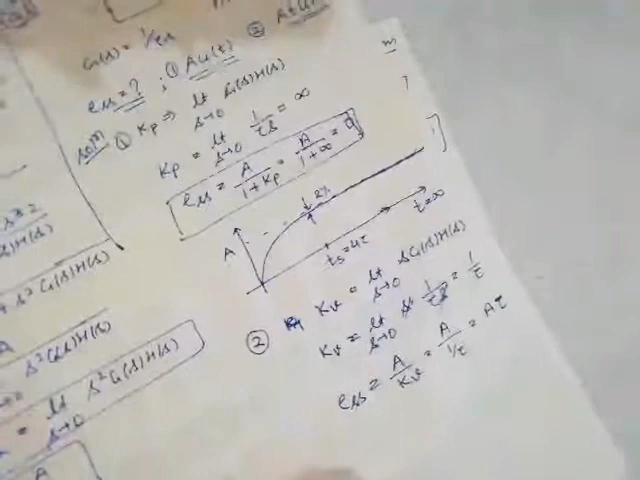 G(s) = 1/τs
ess = ? ; ① Au(t) ② Atu(t)
soln ① Kp ⇒ lt s→0 G(s)H(s)
Kp = lt s→0 1/τs = ∞
ess = A/1+Kp = A/1+∞ = 0
2%
A
ts=4τ
t=∞
② Kv = lt s→0 sG(s)H(s)
Kv = lt s→0 s 1/τs = 1/τ
ess = A/Kv = A/1/τ = Aτ
s²G(s)H(s)
s²G(s)H(s)
= lt s→0 s²G(s)H(s)
A